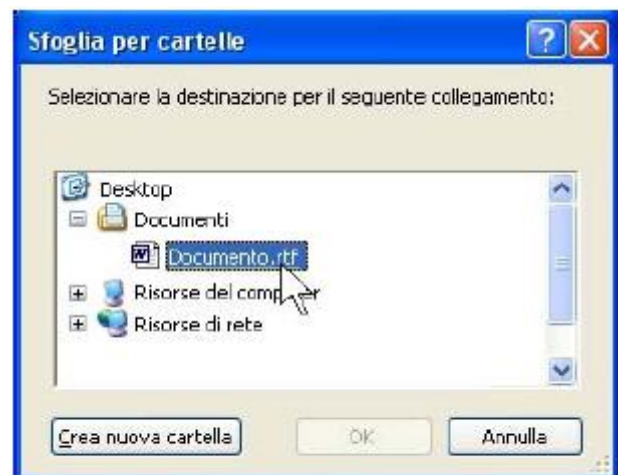 Sfoglia per cartelle
Selezionare la destinazione per il seguente collegamento:
Desktop
Documenti
Documento.rtf
Risorse del computer
Risorse di rete
Crea nuova cartella OK Annulla